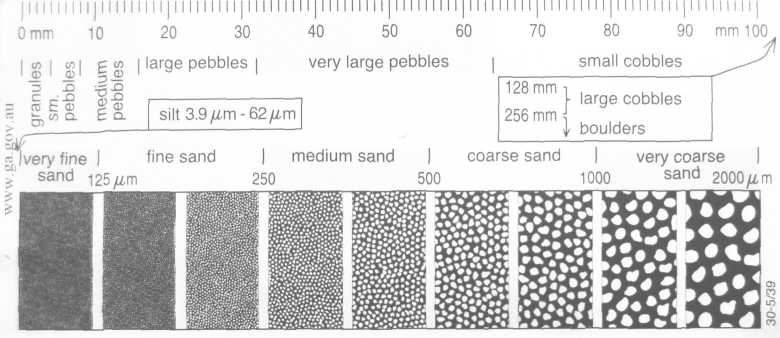 0 mm 10 20 30 40 50 60 70 80 90 mm 100
granules
sm. pebbles
medium pebbles
large pebbles
very large pebbles
small cobbles
silt 3.9 μm - 62 μm
128 mm
large cobbles
256 mm
boulders
www.ga.gov.au
very fine sand
fine sand
medium sand
coarse sand
very coarse sand
125 μm 250 500 1000 2000 μm
30-5/39